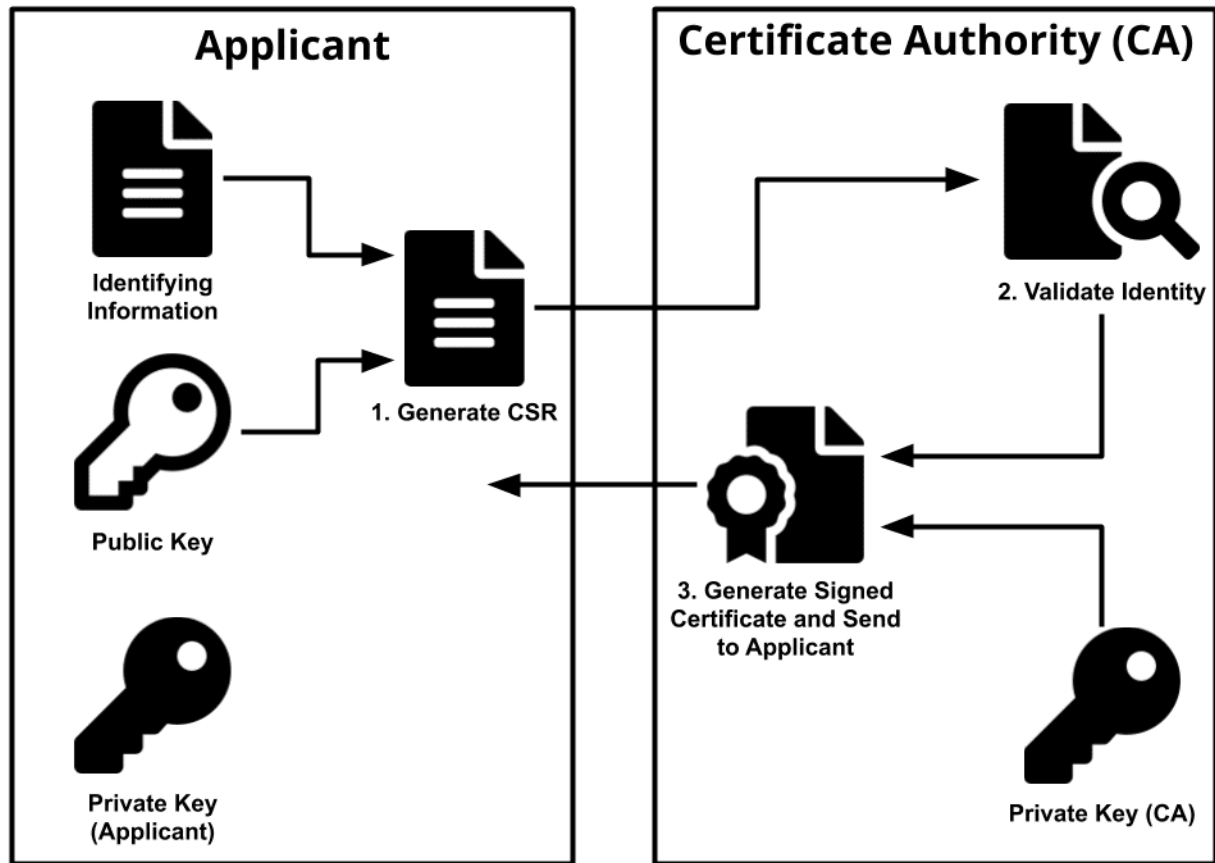 Applicant
Identifying
Information
1. Generate CSR
Public Key
Private Key
(Applicant)
Certificate Authority (CA)
2. Validate Identity
3. Generate Signed
Certificate and Send
to Applicant
Private Key (CA)